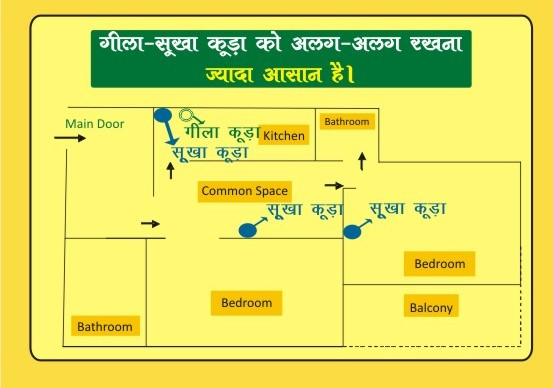 गीला-सूखा कूड़ा को अलग-अलग रखना
ज्यादा आसान है।
Main Door
गीला कूड़ा
Kitchen
Bathroom
सूखा कूड़ा
Common Space
सूखा कूड़ा
सूखा कूड़ा
Bedroom
Bedroom
Balcony
Bathroom